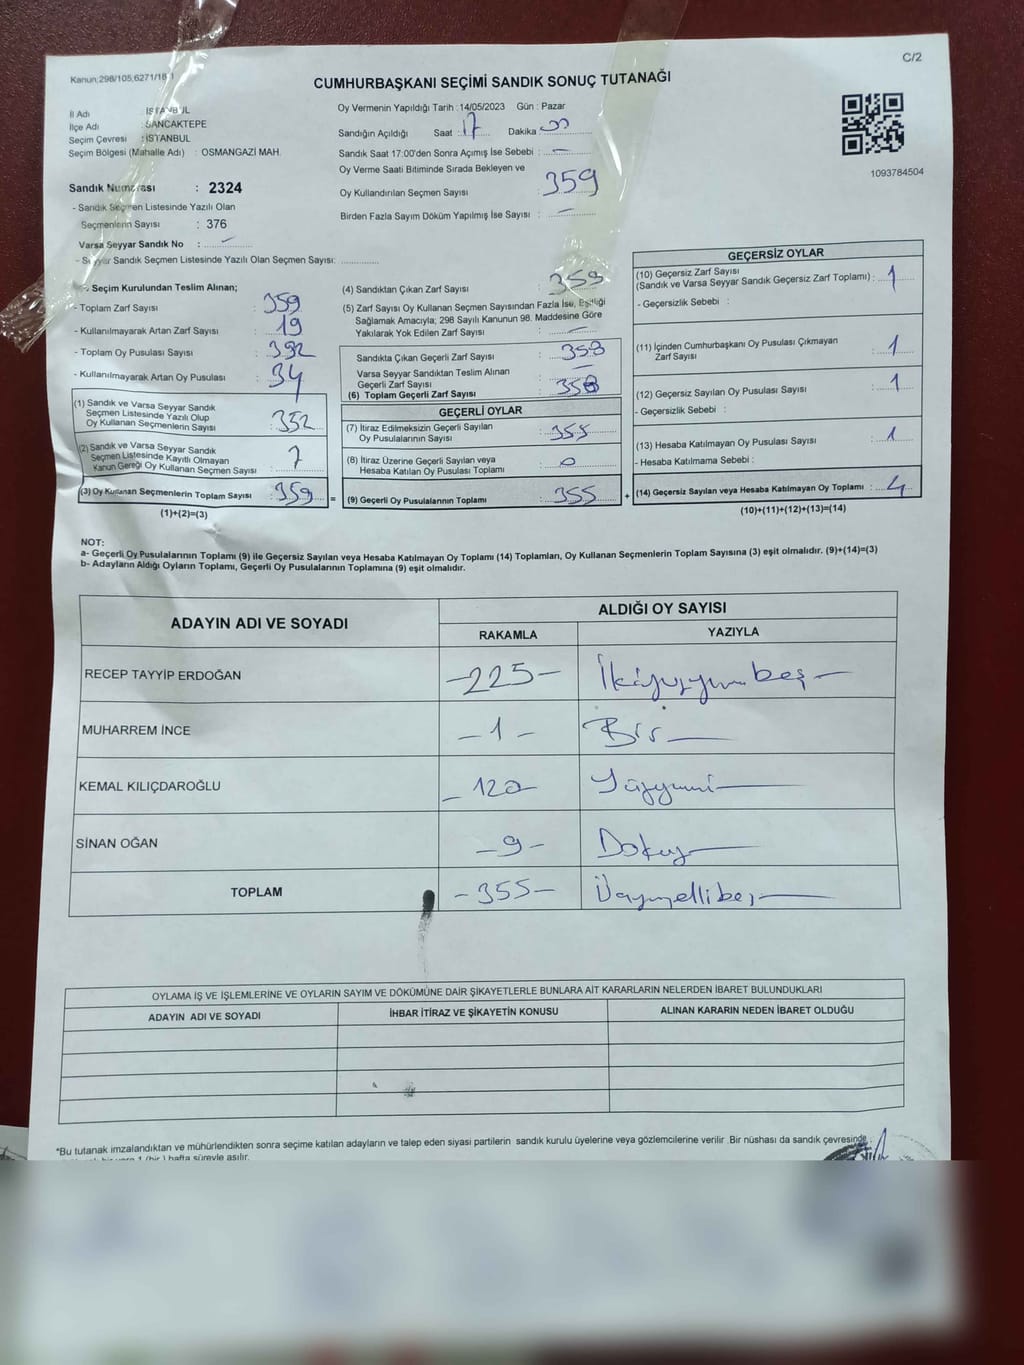 C/2
Kanun:298/105,6271/18
CUMHURBAŞKANI SEÇİMİ SANDIK SONUÇ TUTANAĞI
İl Adı : İSTANBUL
İlçe Adı : SANCAKTEPE
Seçim Çevresi : İSTANBUL
Seçim Bölgesi (Mahalle Adı) : OSMANGAZİ MAH.
Sandık Numarası : 2324
- Sandık Seçmen Listesinde Yazılı Olan
Seçmenlerin Sayısı : 376
Varsa Seyyar Sandık No : -
- Seyyar Sandık Seçmen Listesinde Yazılı Olan Seçmen Sayısı:
Oy Vermenin Yapıldığı Tarih : 14/05/2023 Gün : Pazar
Sandığın Açıldığı Saat : 17 Dakika 00
Sandık Saat 17:00'den Sonra Açımış İse Sebebi : -
Oy Verme Saati Bitiminde Sırada Bekleyen ve
Oy Kullandırılan Seçmen Sayısı : 359
Birden Fazla Sayım Döküm Yapılmış İse Sayısı : -
1093784504
- Seçim Kurulundan Teslim Alınan;
- Toplam Zarf Sayısı : 359
- Kullanılmayarak Artan Zarf Sayısı : 19
- Toplam Oy Pusulası Sayısı : 392
- Kullanılmayarak Artan Oy Pusulası : 34
(1) Sandık ve Varsa Seyyar Sandık
Seçmen Listesinde Yazılı Olup
Oy Kullanan Seçmenlerin Sayısı : 352
(2) Sandık ve Varsa Seyyar Sandık
Seçmen Listesinde Kayıtlı Olmayan
Kanun Gereği Oy Kullanan Seçmen Sayısı : 7
(3) Oy Kullanan Seçmenlerin Toplam Sayısı : 359 =
(1)+(2)=(3)
(4) Sandıktan Çıkan Zarf Sayısı : 359
(5) Zarf Sayısı Oy Kullanan Seçmen Sayısından Fazla İse, Eşitliği
Sağlamak Amacıyla; 298 Sayılı Kanunun 98. Maddesine Göre
Yakılarak Yok Edilen Zarf Sayısı : -
Sandıkta Çıkan Geçerli Zarf Sayısı : 358
Varsa Seyyar Sandıktan Teslim Alınan
Geçerli Zarf Sayısı : -
(6) Toplam Geçerli Zarf Sayısı : 358
GEÇERLİ OYLAR
(7) İtiraz Edilmeksizin Geçerli Sayılan
Oy Pusulalarının Sayısı : 355
(8) İtiraz Üzerine Geçerli Sayılan veya
Hesaba Katılan Oy Pusulası Toplamı : 0
(9) Geçerli Oy Pusulalarının Toplamı : 355 +
GEÇERSİZ OYLAR
(10) Geçersiz Zarf Sayısı
(Sandık ve Varsa Seyyar Sandık Geçersiz Zarf Toplamı) : 1
- Geçersizlik Sebebi :
(11) İçinden Cumhurbaşkanı Oy Pusulası Çıkmayan
Zarf Sayısı : 1
(12) Geçersiz Sayılan Oy Pusulası Sayısı : 1
- Geçersizlik Sebebi :
(13) Hesaba Katılmayan Oy Pusulası Sayısı : 1
- Hesaba Katılmama Sebebi :
(14) Geçersiz Sayılan veya Hesaba Katılmayan Oy Toplamı : 4
(10)+(11)+(12)+(13)=(14)
NOT:
a- Geçerli Oy Pusulalarının Toplamı (9) ile Geçersiz Sayılan veya Hesaba Katılmayan Oy Toplamı (14) Toplamları, Oy Kullanan Seçmenlerin Toplam Sayısına (3) eşit olmalıdır. (9)+(14)=(3)
b- Adayların Aldığı Oyların Toplamı, Geçerli Oy Pusulalarının Toplamına (9) eşit olmalıdır.
ADAYIN ADI VE SOYADI ALDIĞI OY SAYISI
RAKAMLA YAZIYLA
RECEP TAYYİP ERDOĞAN -225- İkiyüzyirmibeş-
MUHARREM İNCE -1- Bir-
KEMAL KILIÇDAROĞLU -120- Yüzyirmi-
SİNAN OĞAN -9- Dokuz-
TOPLAM -355- Üçyüzellibeş-
OYLAMA İŞ VE İŞLEMLERİNE VE OYLARIN SAYIM VE DÖKÜMÜNE DAİR ŞİKAYETLERLE BUNLARA AİT KARARLARIN NELERDEN İBARET BULUNDUKLARI
ADAYIN ADI VE SOYADI İHBAR İTİRAZ VE ŞİKAYETİN KONUSU ALINAN KARARIN NEDEN İBARET OLDUĞU
*Bu tutanak imzalandıktan ve mühürlendikten sonra seçime katılan adayların ve talep eden siyasi partilerin sandık kurulu üyelerine veya gözlemcilerine verilir .Bir nüshası da sandık çevresinde
1 (bir ) hafta süreyle asılır.